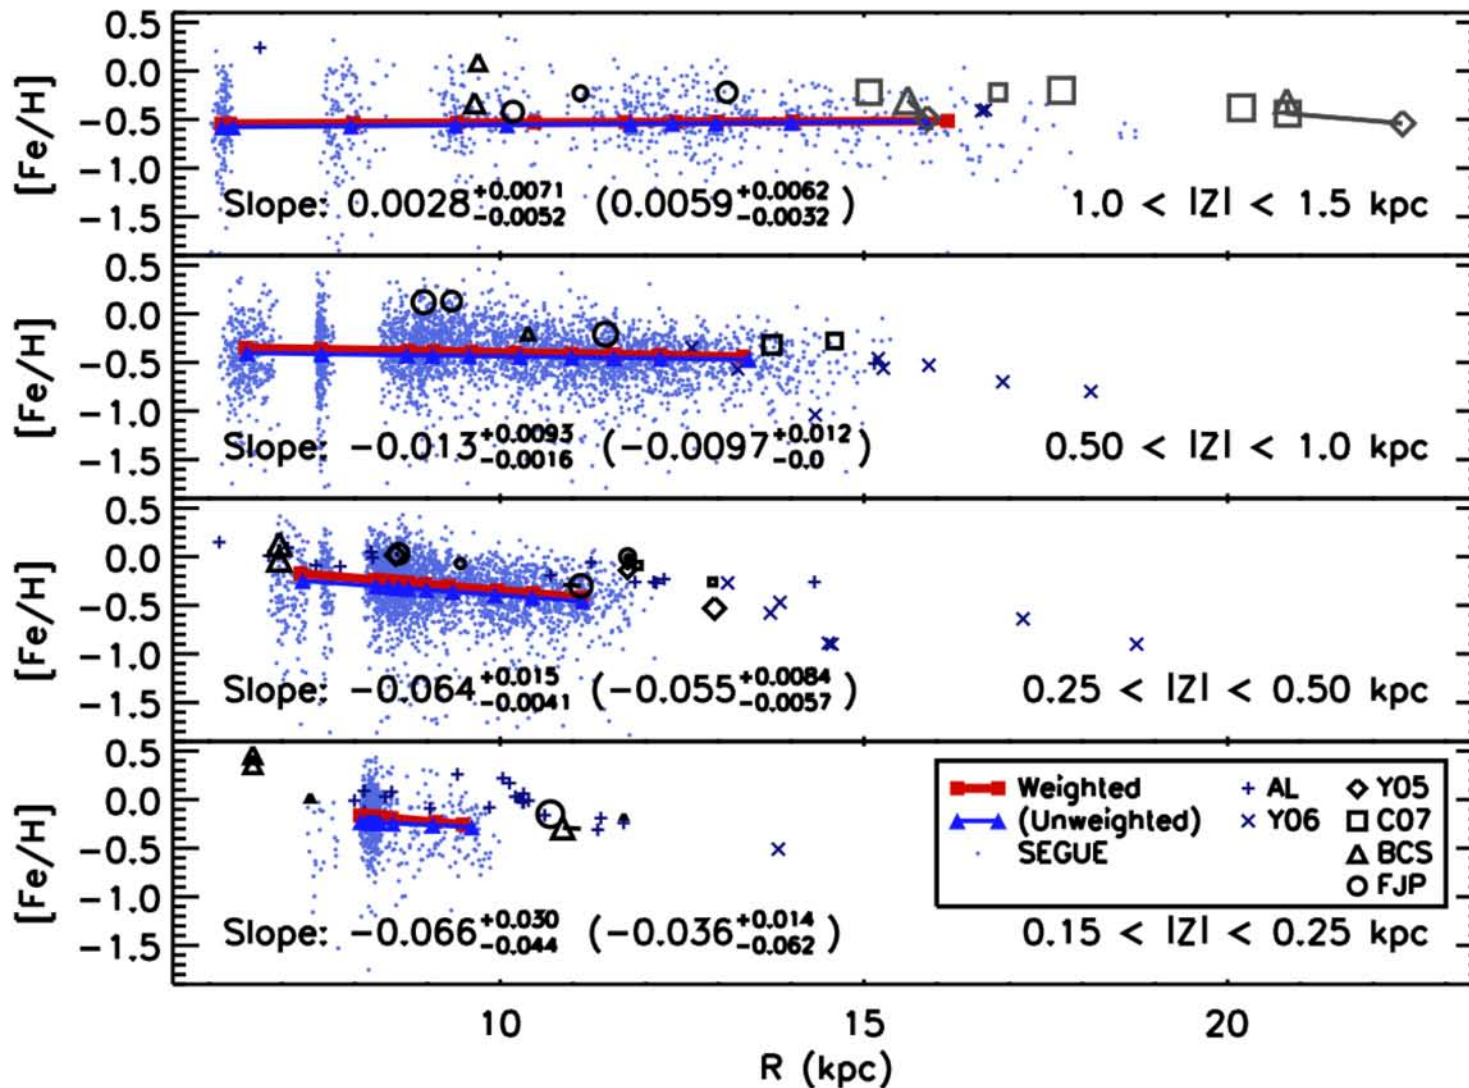 [Fe/H]
0.5
0.0
−0.5
−1.0
−1.5
Slope: 0.0028 +0.0071 −0.0052 (0.0059 +0.0062 −0.0032)
1.0 < |Z| < 1.5 kpc
[Fe/H]
0.5
0.0
−0.5
−1.0
−1.5
Slope: −0.013 +0.0093 −0.0016 (−0.0097 +0.012 −0.0)
0.50 < |Z| < 1.0 kpc
[Fe/H]
0.5
0.0
−0.5
−1.0
−1.5
Slope: −0.064 +0.015 −0.0041 (−0.055 +0.0084 −0.0057)
0.25 < |Z| < 0.50 kpc
[Fe/H]
0.5
0.0
−0.5
−1.0
−1.5
Weighted
(Unweighted)
SEGUE
AL
Y06
Y05
C07
BCS
FJP
Slope: −0.066 +0.030 −0.044 (−0.036 +0.014 −0.062)
0.15 < |Z| < 0.25 kpc
10
15
20
R (kpc)